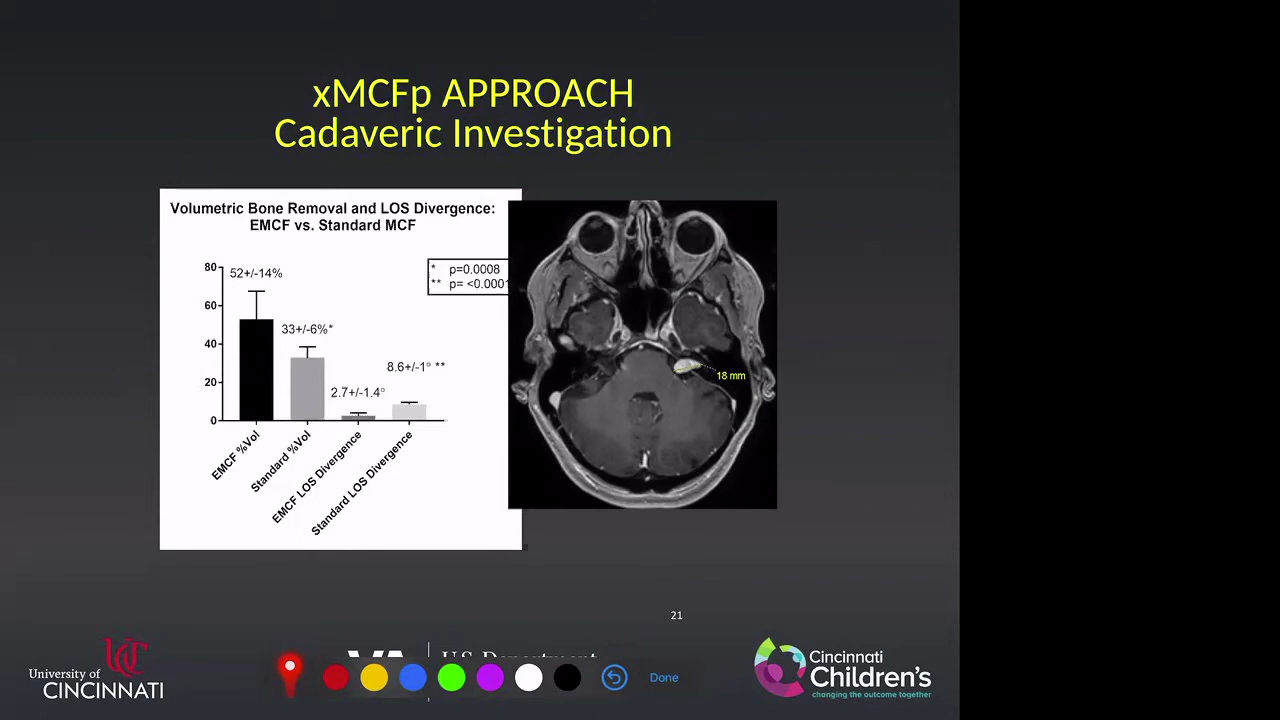 xMCFp APPROACH
Cadaveric Investigation
Volumetric Bone Removal and LOS Divergence:
EMCF vs. Standard MCF
* p=0.0008
** p= <0.0001
80
60
40
20
0
52+/-14%
33+/-6%*
2.7+/-1.4°
8.6+/-1° **
EMCF %Vol
Standard %Vol
EMCF LOS Divergence
Standard LOS Divergence
18 mm
21
University of
CINCINNATI
VA
U.S. Department
Done
Cincinnati
Children's
changing the outcome together